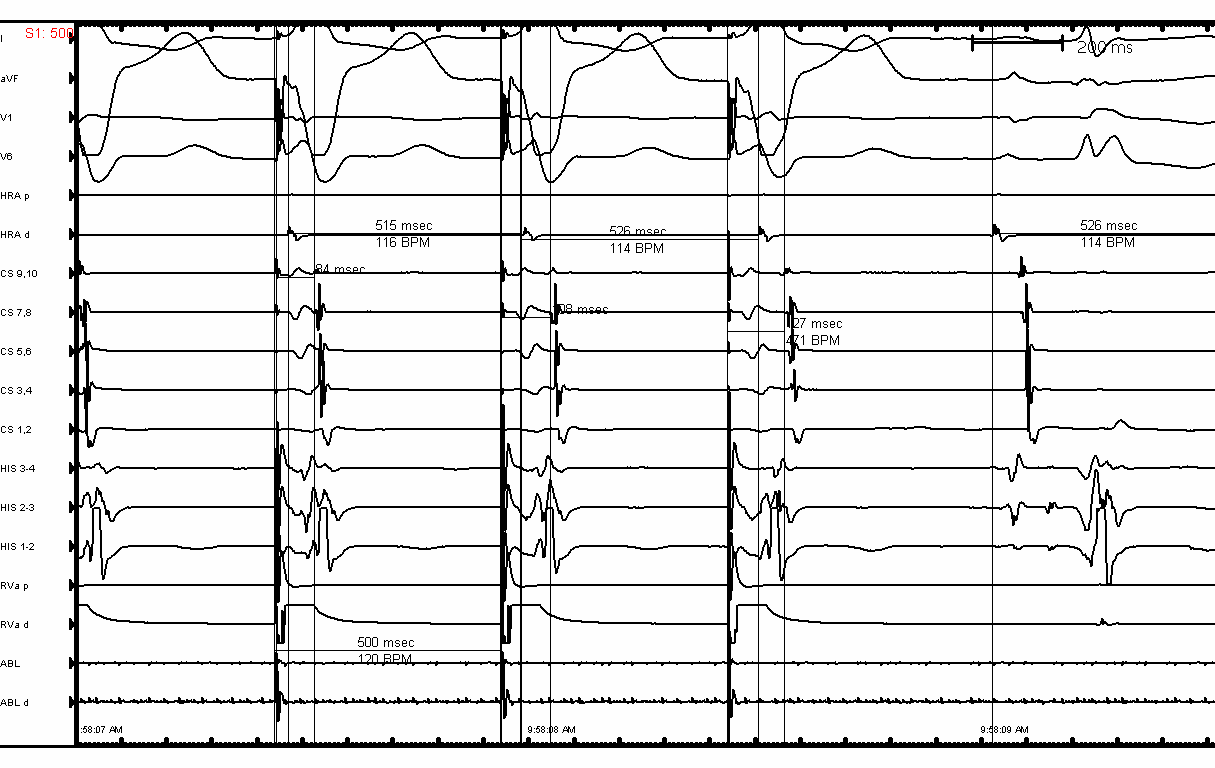 S1: 500
I
200 ms
aVF
V1
V6
HRA p
515 msec
526 msec
526 msec
HRA d
116 BPM
114 BPM
114 BPM
84 msec
CS 9,10
CS 7,8
27 msec
471 BPM
CS 5,6
CS 3-4
CS 1,2
HIS 3-4
HIS 2-3
HIS 1-2
RVa p
RVa d
500 msec
120 BPM
ABL
ABL d
:58:07 AM
9:58:08 AM
9:58:09 AM